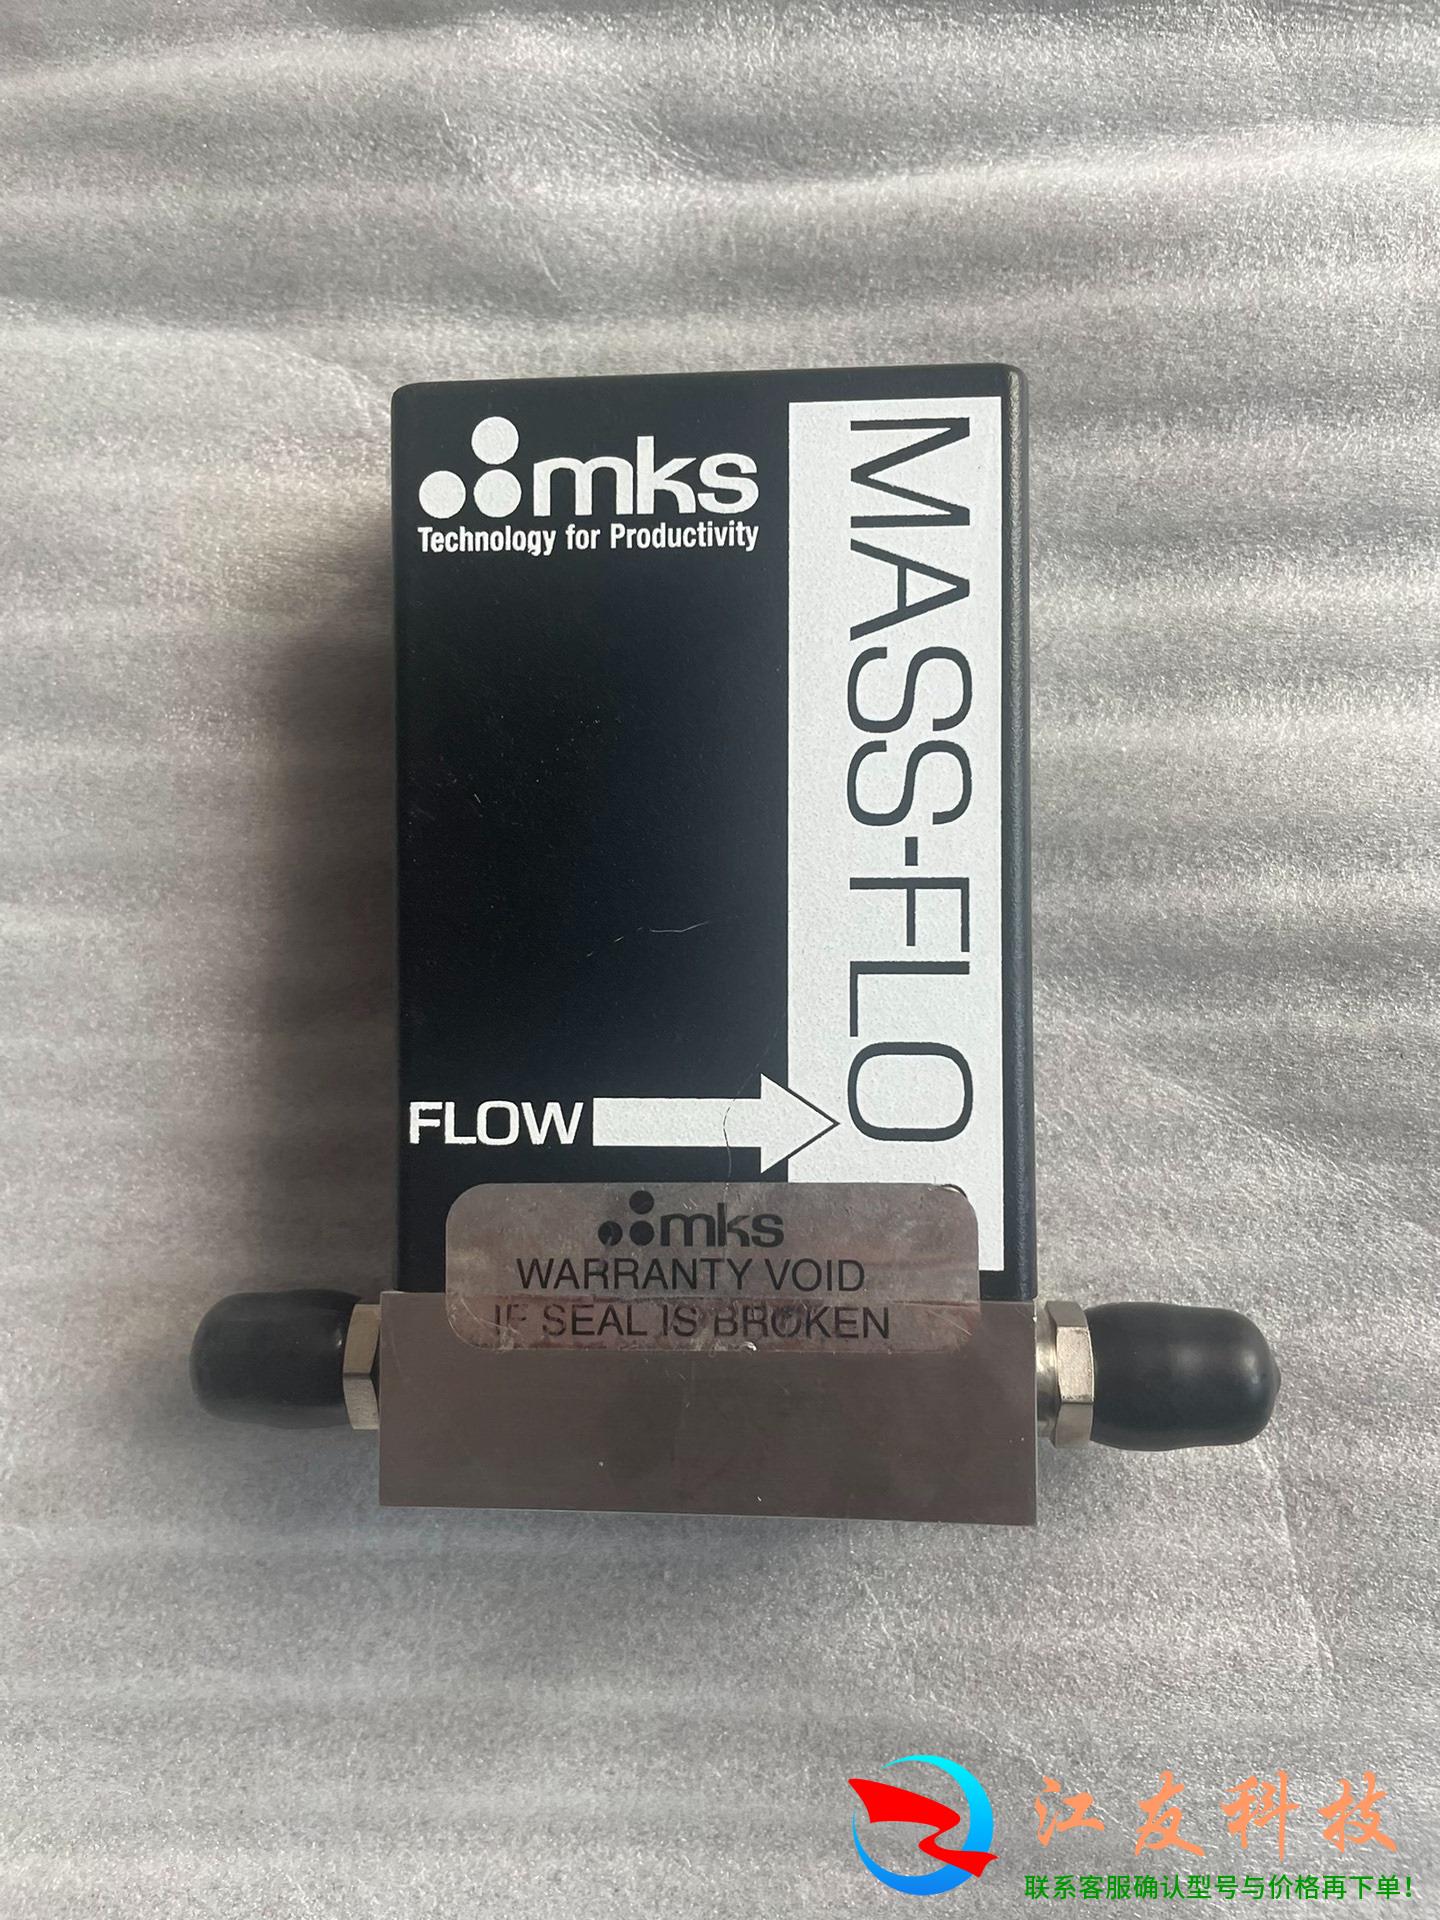 mks
Technology for Productivity
MASS-FLO
FLOW
mks
WARRANTY VOID
IF SEAL IS BROKEN
江友科技
联系客服确认型号与价格再下单！